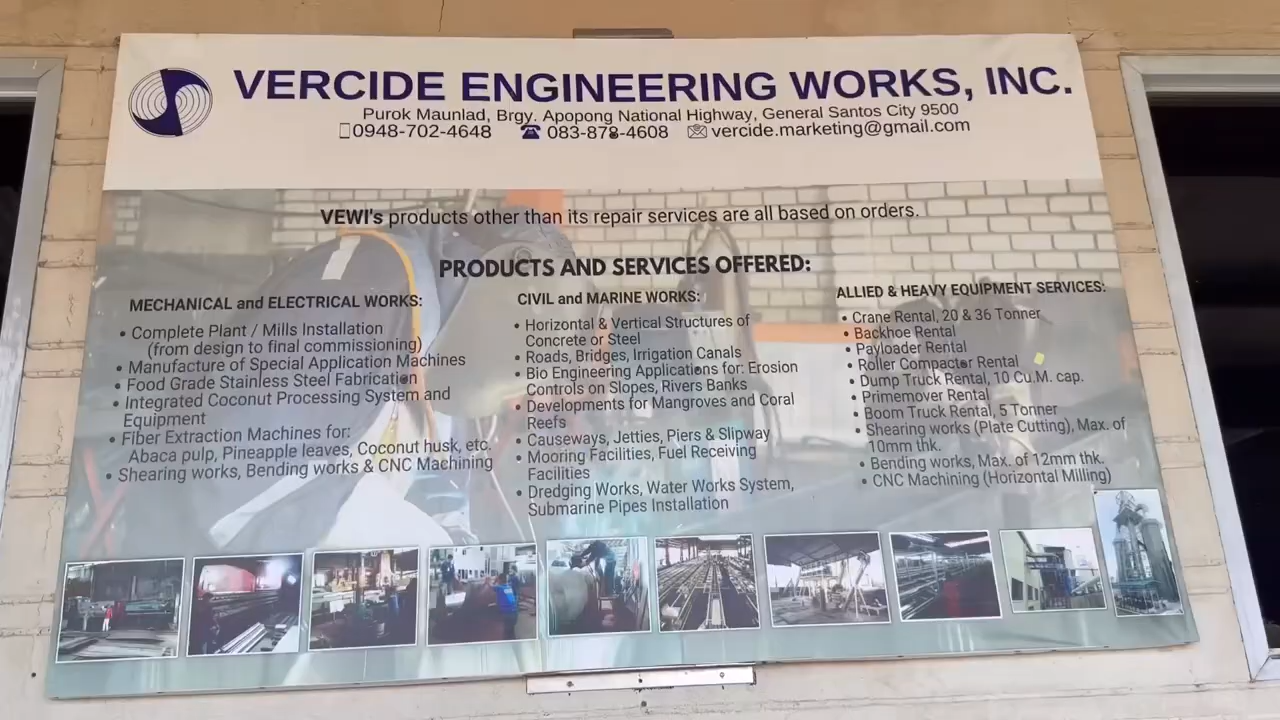 VERCIDE ENGINEERING WORKS, INC.
Purok Maunlad, Brgy. Apopong National Highway, General Santos City 9500
0948-702-4648 083-878-4608 vercide.marketing@gmail.com
VEWI's products other than its repair services are all based on orders.
PRODUCTS AND SERVICES OFFERED:
MECHANICAL and ELECTRICAL WORKS:
• Complete Plant / Mills Installation
(from design to final commissioning)
• Manufacture of Special Application Machines
• Food Grade Stainless Steel Fabrication
• Integrated Coconut Processing System and
Equipment
• Fiber Extraction Machines for:
Abaca pulp, Pineapple leaves, Coconut husk, etc.
• Shearing works, Bending works & CNC Machining
CIVIL and MARINE WORKS:
• Horizontal & Vertical Structures of
Concrete or Steel
• Roads, Bridges, Irrigation Canals
• Bio Engineering Applications for: Erosion
Controls on Slopes, Rivers Banks
• Developments for Mangroves and Coral
Reefs
• Causeways, Jetties, Piers & Slipway
• Mooring Facilities, Fuel Receiving
Facilities
• Dredging Works, Water Works System,
Submarine Pipes Installation
ALLIED & HEAVY EQUIPMENT SERVICES:
• Crane Rental, 20 & 36 Tonner
• Backhoe Rental
• Payloader Rental
• Roller Compactor Rental
• Dump Truck Rental, 10 Cu.M. cap.
• Primemover Rental
• Boom Truck Rental, 5 Tonner
• Shearing works (Plate Cutting), Max. of
10mm thk.
• Bending works, Max. of 12mm thk.
• CNC Machining (Horizontal Milling)